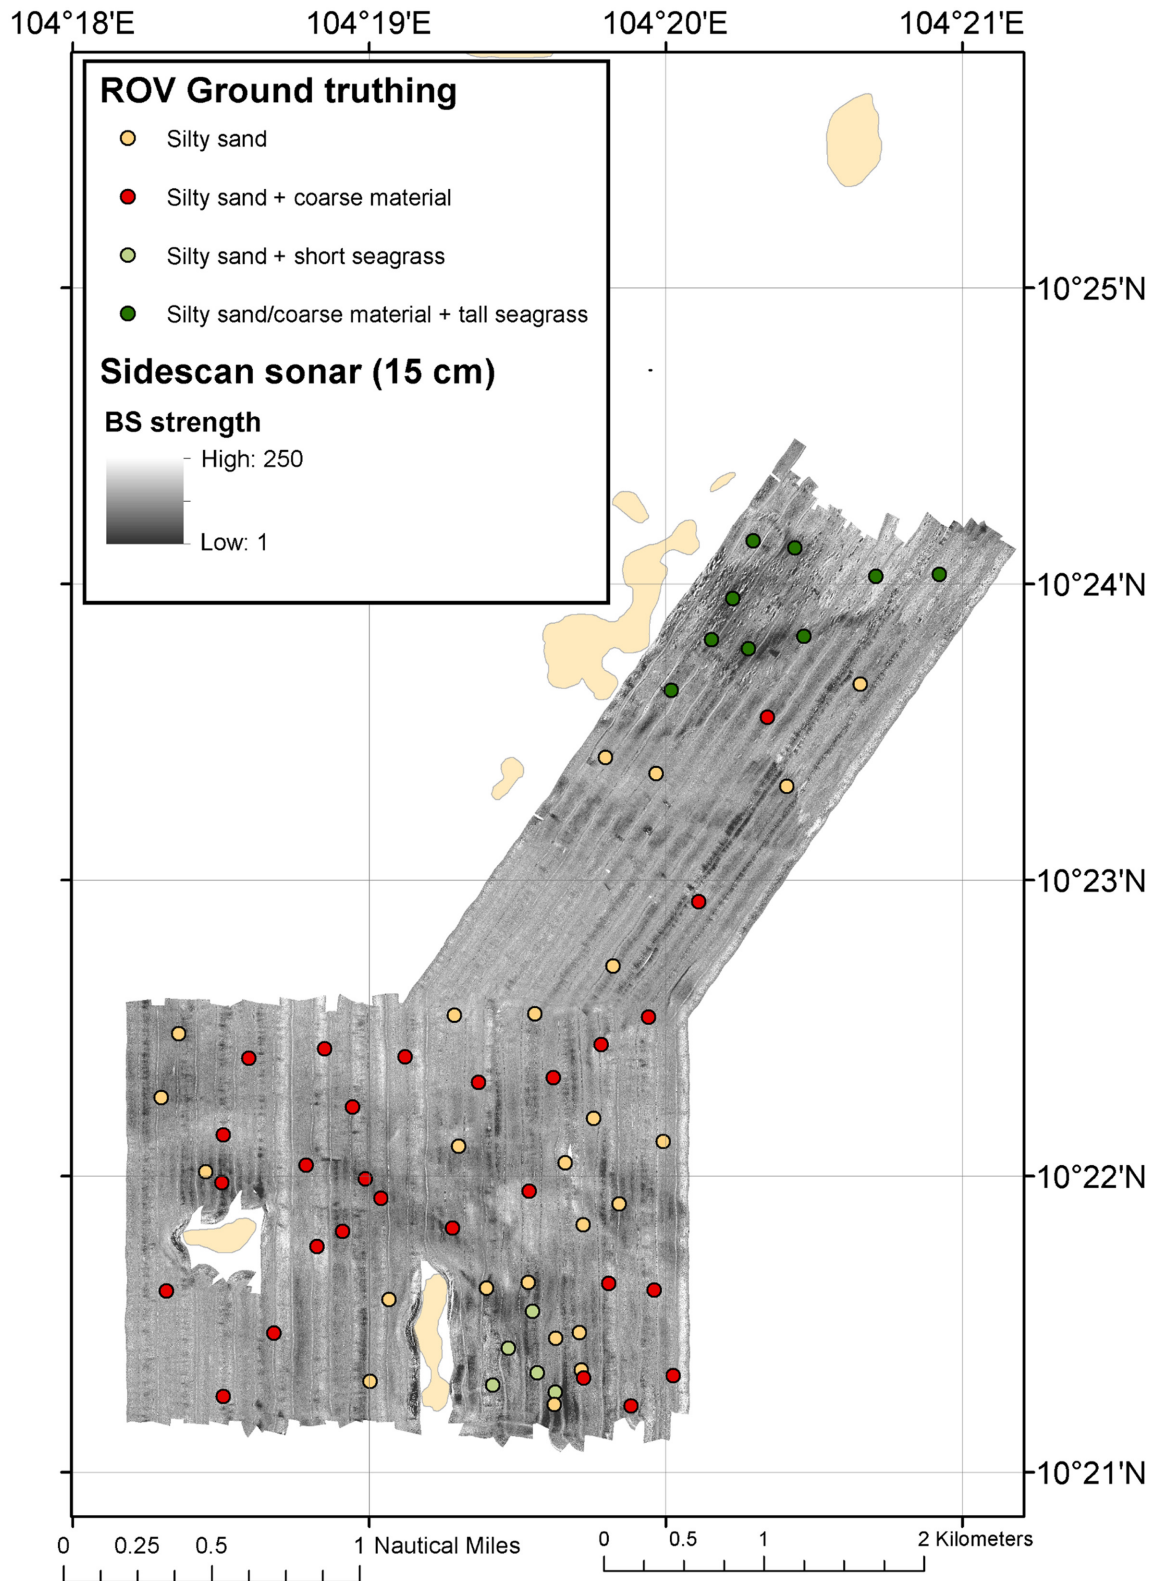 104°18'E 104°19'E 104°20'E 104°21'E
ROV Ground truthing
Silty sand
Silty sand + coarse material
Silty sand + short seagrass
Silty sand/coarse material + tall seagrass
Sidescan sonar (15 cm)
BS strength
High: 250
Low: 1
10°25'N
10°24'N
10°23'N
10°22'N
10°21'N
0 0.25 0.5 1 Nautical Miles
0 0.5 1 2 Kilometers